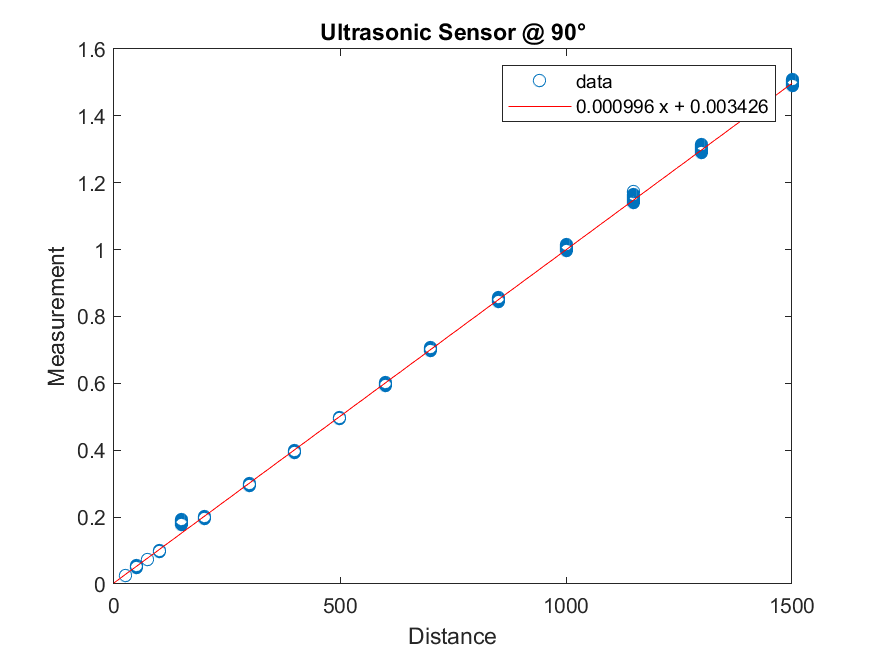 Ultrasonic Sensor @ 90°
data
0.000996 x + 0.003426
Measurement
1.6
1.4
1.2
1
0.8
0.6
0.4
0.2
0
0 500 1000 1500
Distance